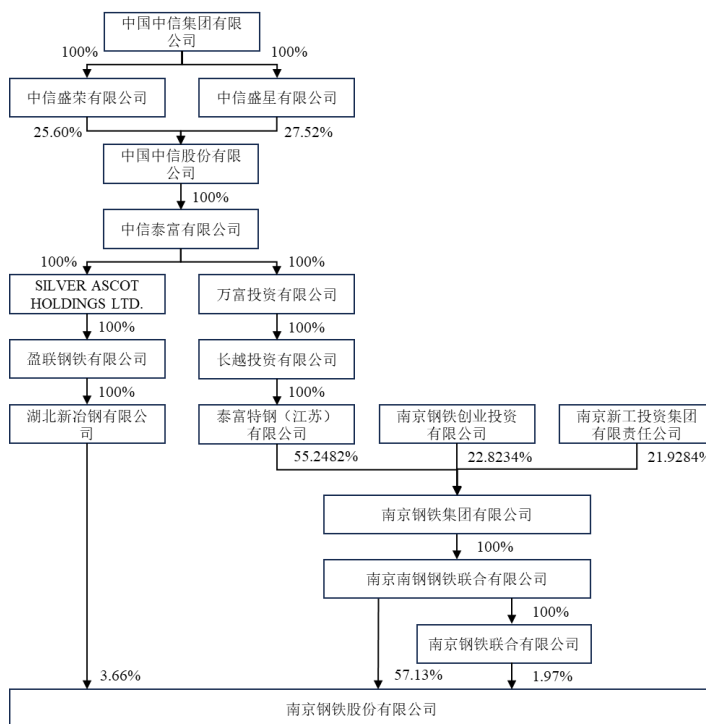 中国中信集团有限
公司
100%
100%
中信盛荣有限公司
中信盛星有限公司
25.60%
27.52%
中国中信股份有限
公司
100%
中信泰富有限公司
100%
100%
SILVER ASCOT
HOLDINGS LTD.
万富投资有限公司
100%
100%
盈联钢铁有限公司
长越投资有限公司
100%
100%
湖北新冶钢有限公
司
泰富特钢（江苏）
有限公司
南京钢铁创业投资
有限公司
南京新工投资集团
有限责任公司
55.2482%
22.8234%
21.9284%
南京钢铁集团有限公司
100%
南京南钢钢铁联合有限公司
100%
南京钢铁联合有限公司
3.66%
57.13%
1.97%
南京钢铁股份有限公司